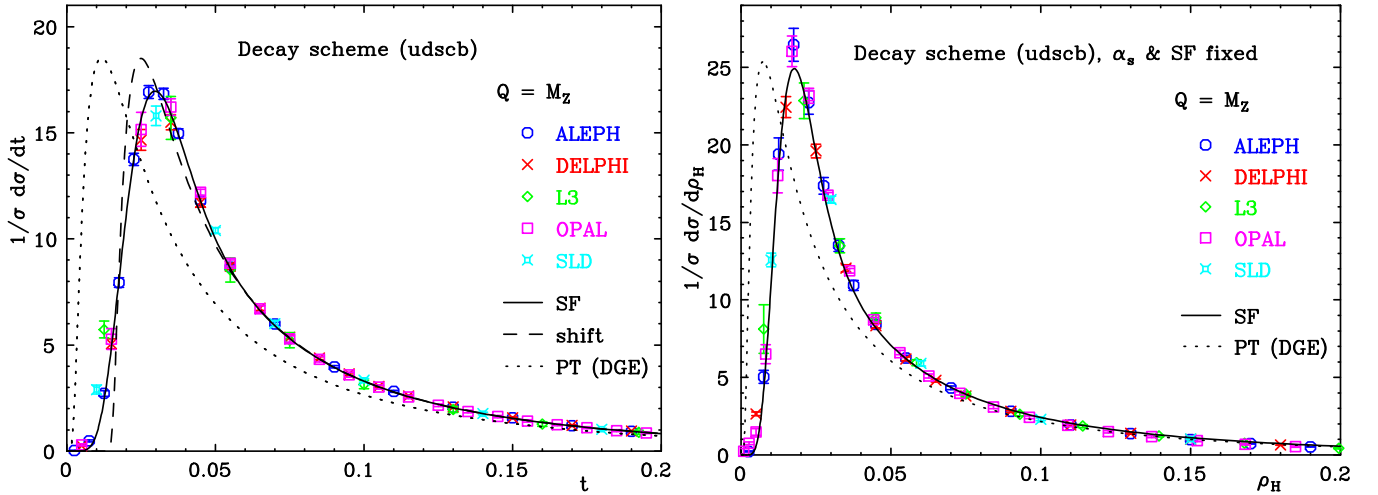 Decay scheme (udscb)
Q = M_Z
ALEPH
DELPHI
L3
OPAL
SLD
SF
shift
PT (DGE)
1/σ dσ/dt
20
15
10
5
0
0 0.05 0.1 0.15 0.2
t
Decay scheme (udscb), α_s & SF fixed
Q = M_Z
ALEPH
DELPHI
L3
OPAL
SLD
SF
PT (DGE)
1/σ dσ/dρ_H
25
20
15
10
5
0
0 0.05 0.1 0.15 0.2
ρ_H